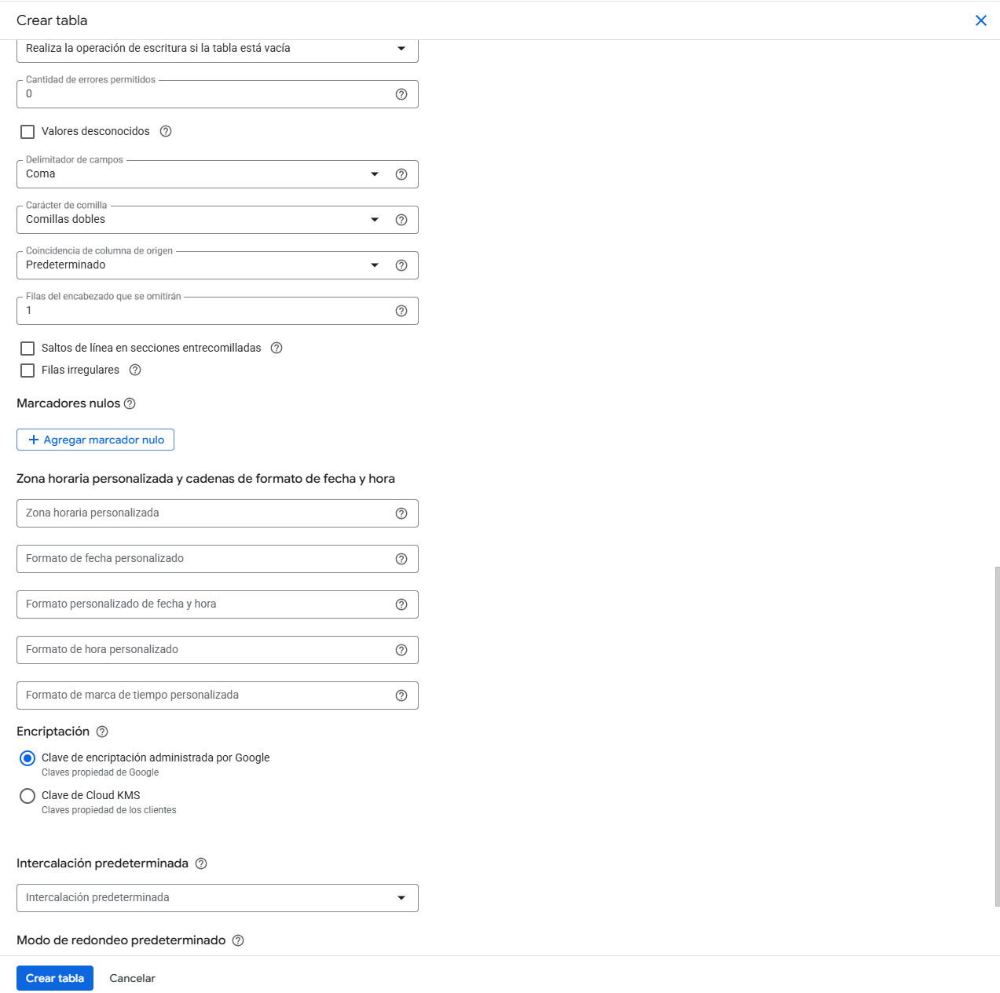 Crear tabla
Realiza la operación de escritura si la tabla está vacía
Cantidad de errores permitidos
0
Valores desconocidos
Delimitador de campos
Coma
Carácter de comilla
Comillas dobles
Coincidencia de columna de origen
Predeterminado
Filas del encabezado que se omitirán
1
Saltos de línea en secciones entrecomilladas
Filas irregulares
Marcadores nulos
+ Agregar marcador nulo
Zona horaria personalizada y cadenas de formato de fecha y hora
Zona horaria personalizada
Formato de fecha personalizado
Formato personalizado de fecha y hora
Formato de hora personalizado
Formato de marca de tiempo personalizada
Encriptación
Clave de encriptación administrada por Google
Claves propiedad de Google
Clave de Cloud KMS
Claves propiedad de los clientes
Intercalación predeterminada
Intercalación predeterminada
Modo de redondeo predeterminado
Crear tabla Cancelar